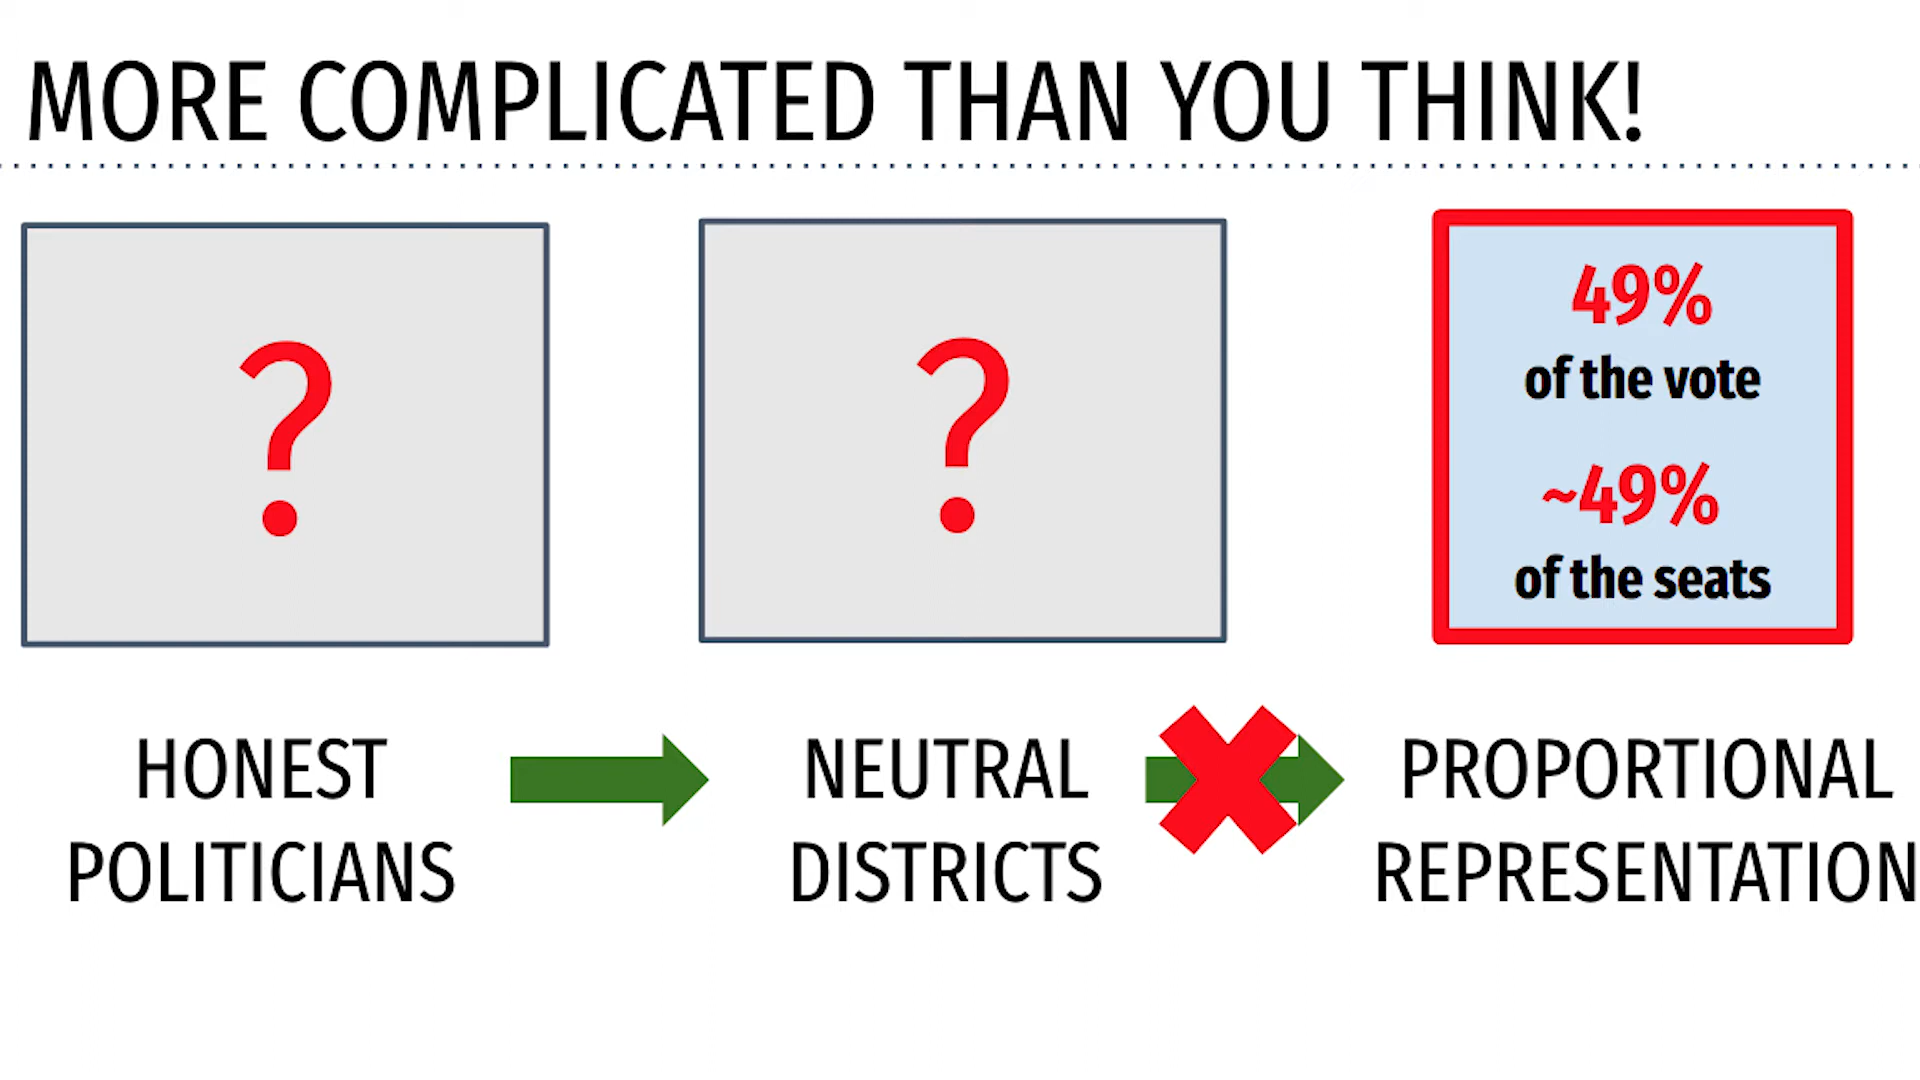 MORE COMPLICATED THAN YOU THINK!
?
?
49%
of the vote
~49%
of the seats
HONEST
POLITICIANS
NEUTRAL
DISTRICTS
PROPORTIONAL
REPRESENTATION